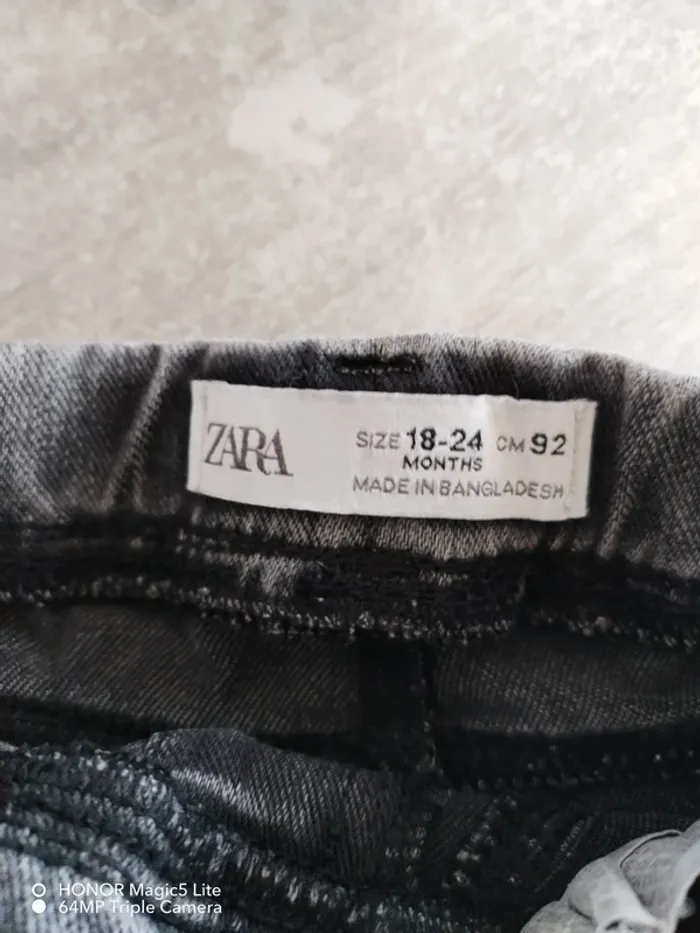 ZARA
SIZE 18-24 CM 92
MONTHS
MADE IN BANGLADESH
HONOR Magic5 Lite
64MP Triple Camera